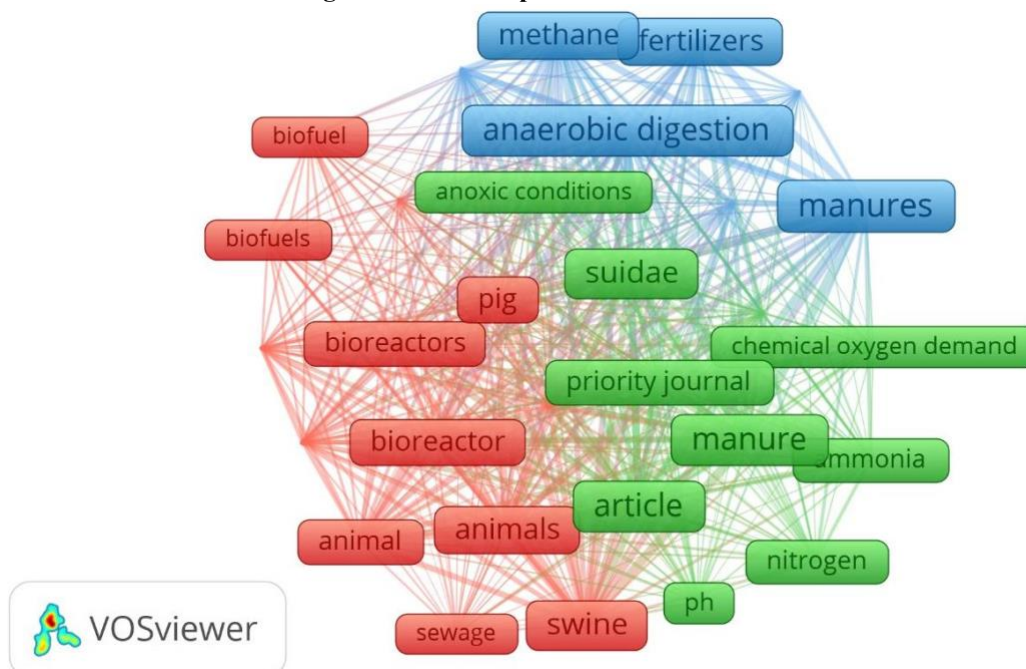 methane
fertilizers
anaerobic digestion
biofuel
anoxic conditions
manures
biofuels
suidae
pig
bioreactors
chemical oxygen demand
priority journal
bioreactor
manure
ammonia
article
animals
animal
nitrogen
ph
swine
sewage
VOSviewer